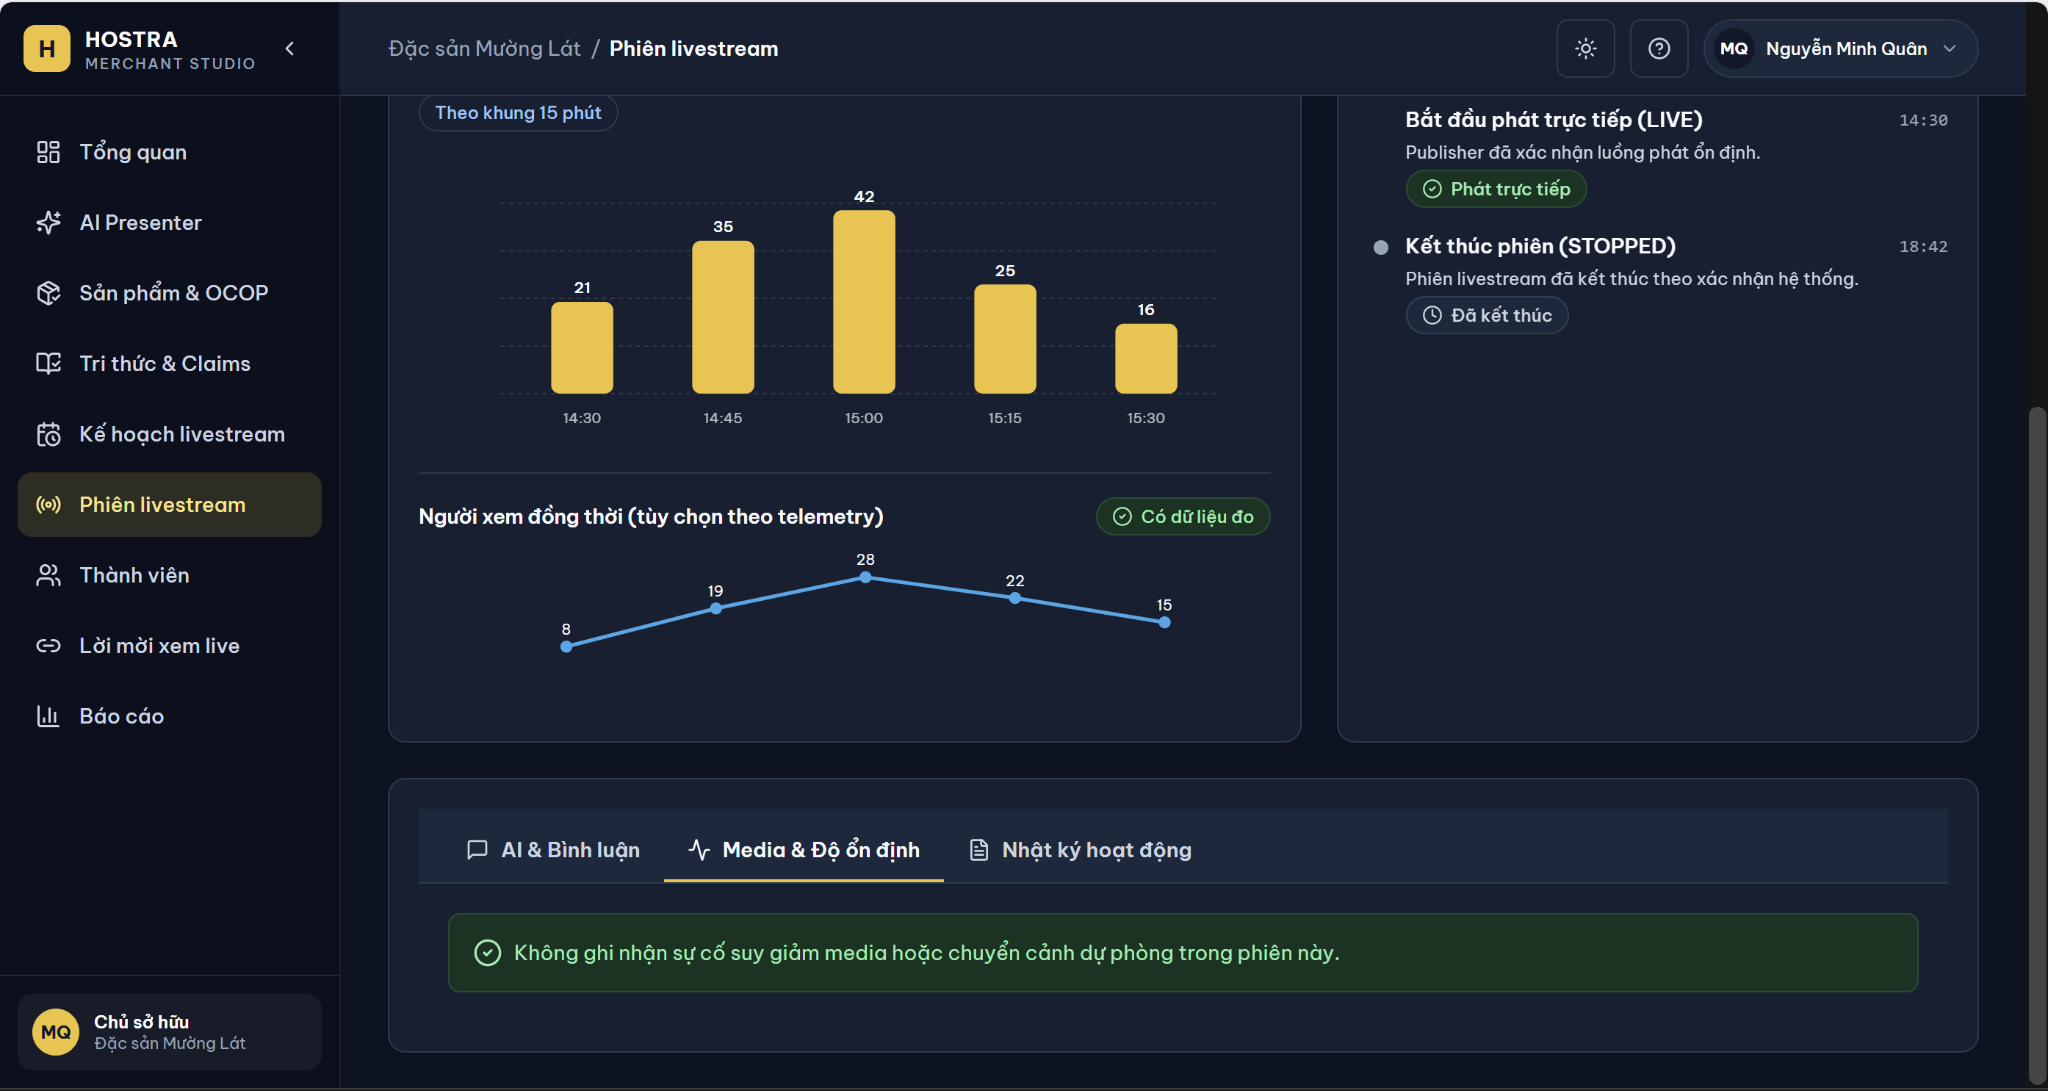 H
HOSTRA
MERCHANT STUDIO
Đặc sản Mường Lát / Phiên livestream
MQ Nguyễn Minh Quân
Tổng quan
AI Presenter
Sản phẩm & OCOP
Tri thức & Claims
Kế hoạch livestream
Phiên livestream
Thành viên
Lời mời xem live
Báo cáo
MQ
Chủ sở hữu
Đặc sản Mường Lát
Theo khung 15 phút
42
35
25
21
16
14:30 14:45 15:00 15:15 15:30
Người xem đồng thời (tùy chọn theo telemetry)
Có dữ liệu đo
28
22
19
15
8
Bắt đầu phát trực tiếp (LIVE) 14:30
Publisher đã xác nhận luồng phát ổn định.
Phát trực tiếp
Kết thúc phiên (STOPPED) 18:42
Phiên livestream đã kết thúc theo xác nhận hệ thống.
Đã kết thúc
AI & Bình luận Media & Độ ổn định Nhật ký hoạt động
Không ghi nhận sự cố suy giảm media hoặc chuyển cảnh dự phòng trong phiên này.